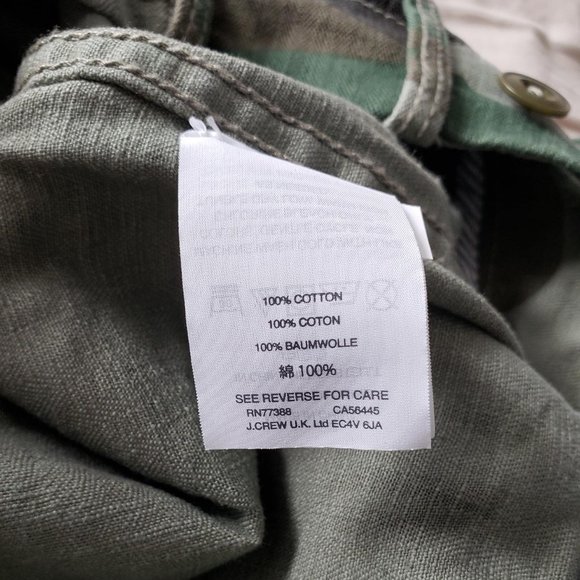 100% COTTON
100% COTON
100% BAUMWOLLE
綿 100%
SEE REVERSE FOR CARE
RN77388 CA56445
J.CREW U.K. Ltd EC4V 6JA